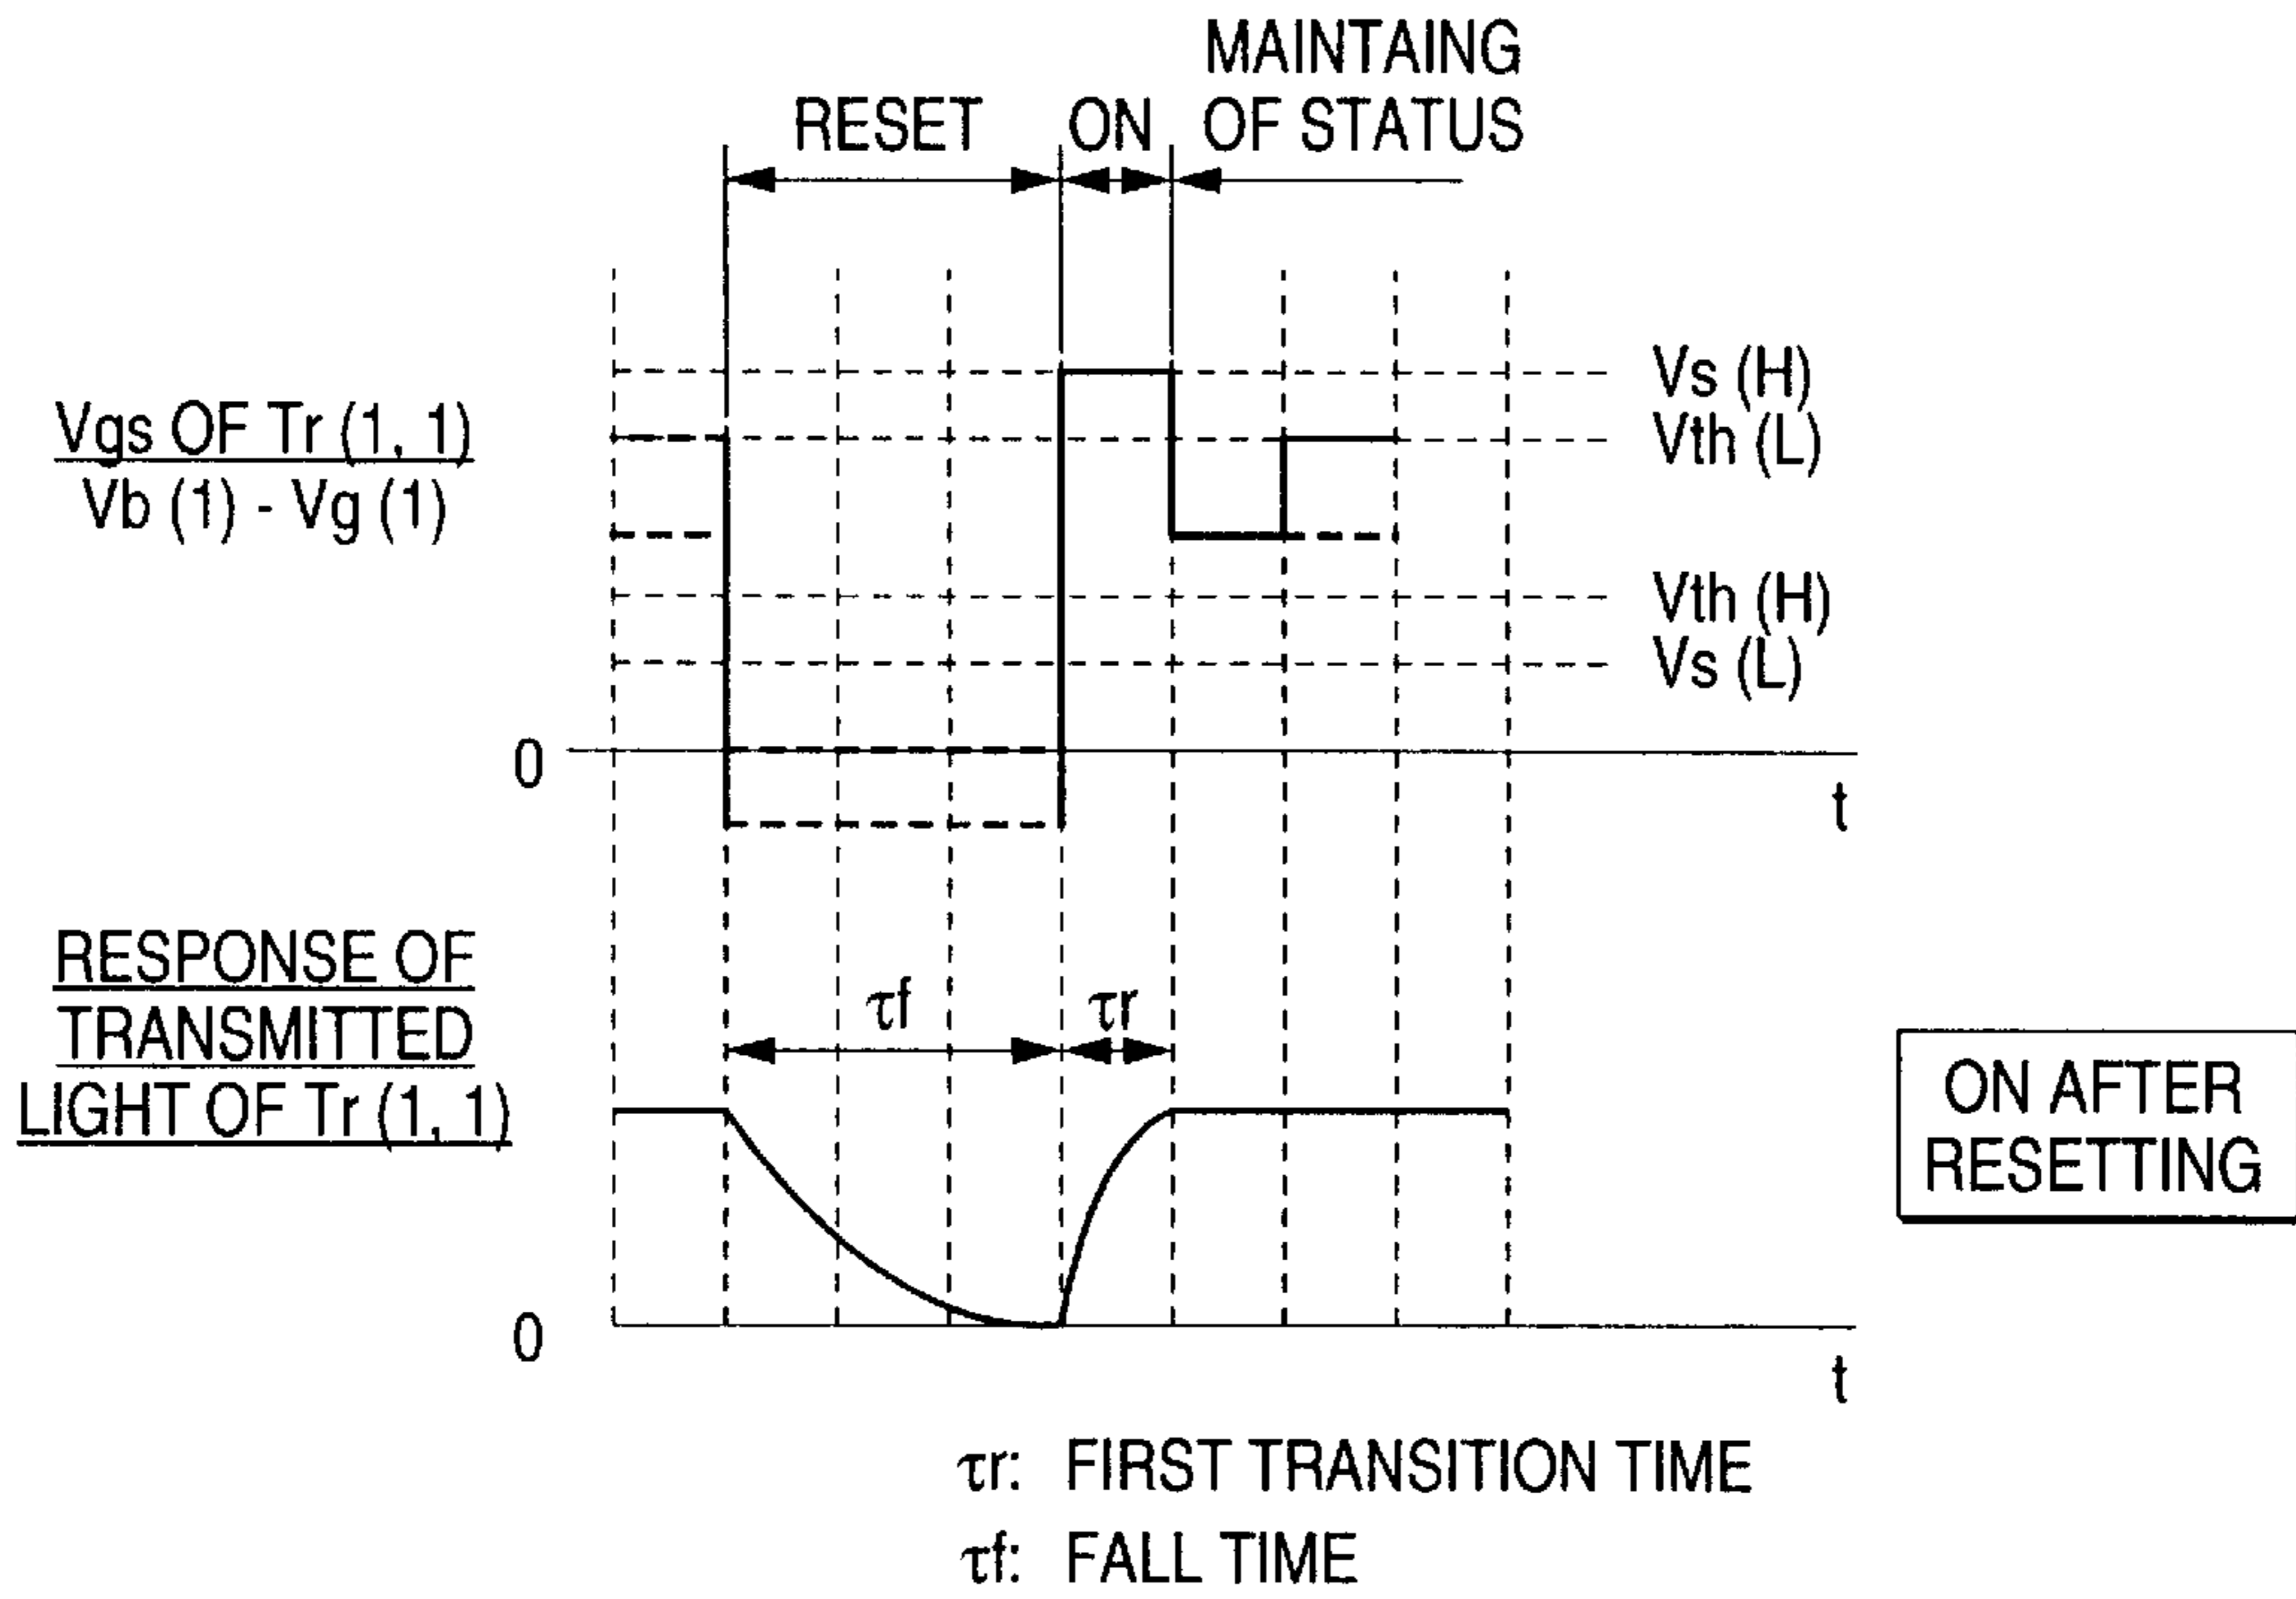 MAINTAING
RESET ON OF STATUS
Vs (H)
Vgs OF Tr (1, 1)
Vth (L)
Vb (1) - Vg (1)
Vth (H)
Vs (L)
0
t
RESPONSE OF
TRANSMITTED
LIGHT OF Tr (1, 1)
τf
τr
ON AFTER
RESETTING
0
t
τr: FIRST TRANSITION TIME
τf: FALL TIME